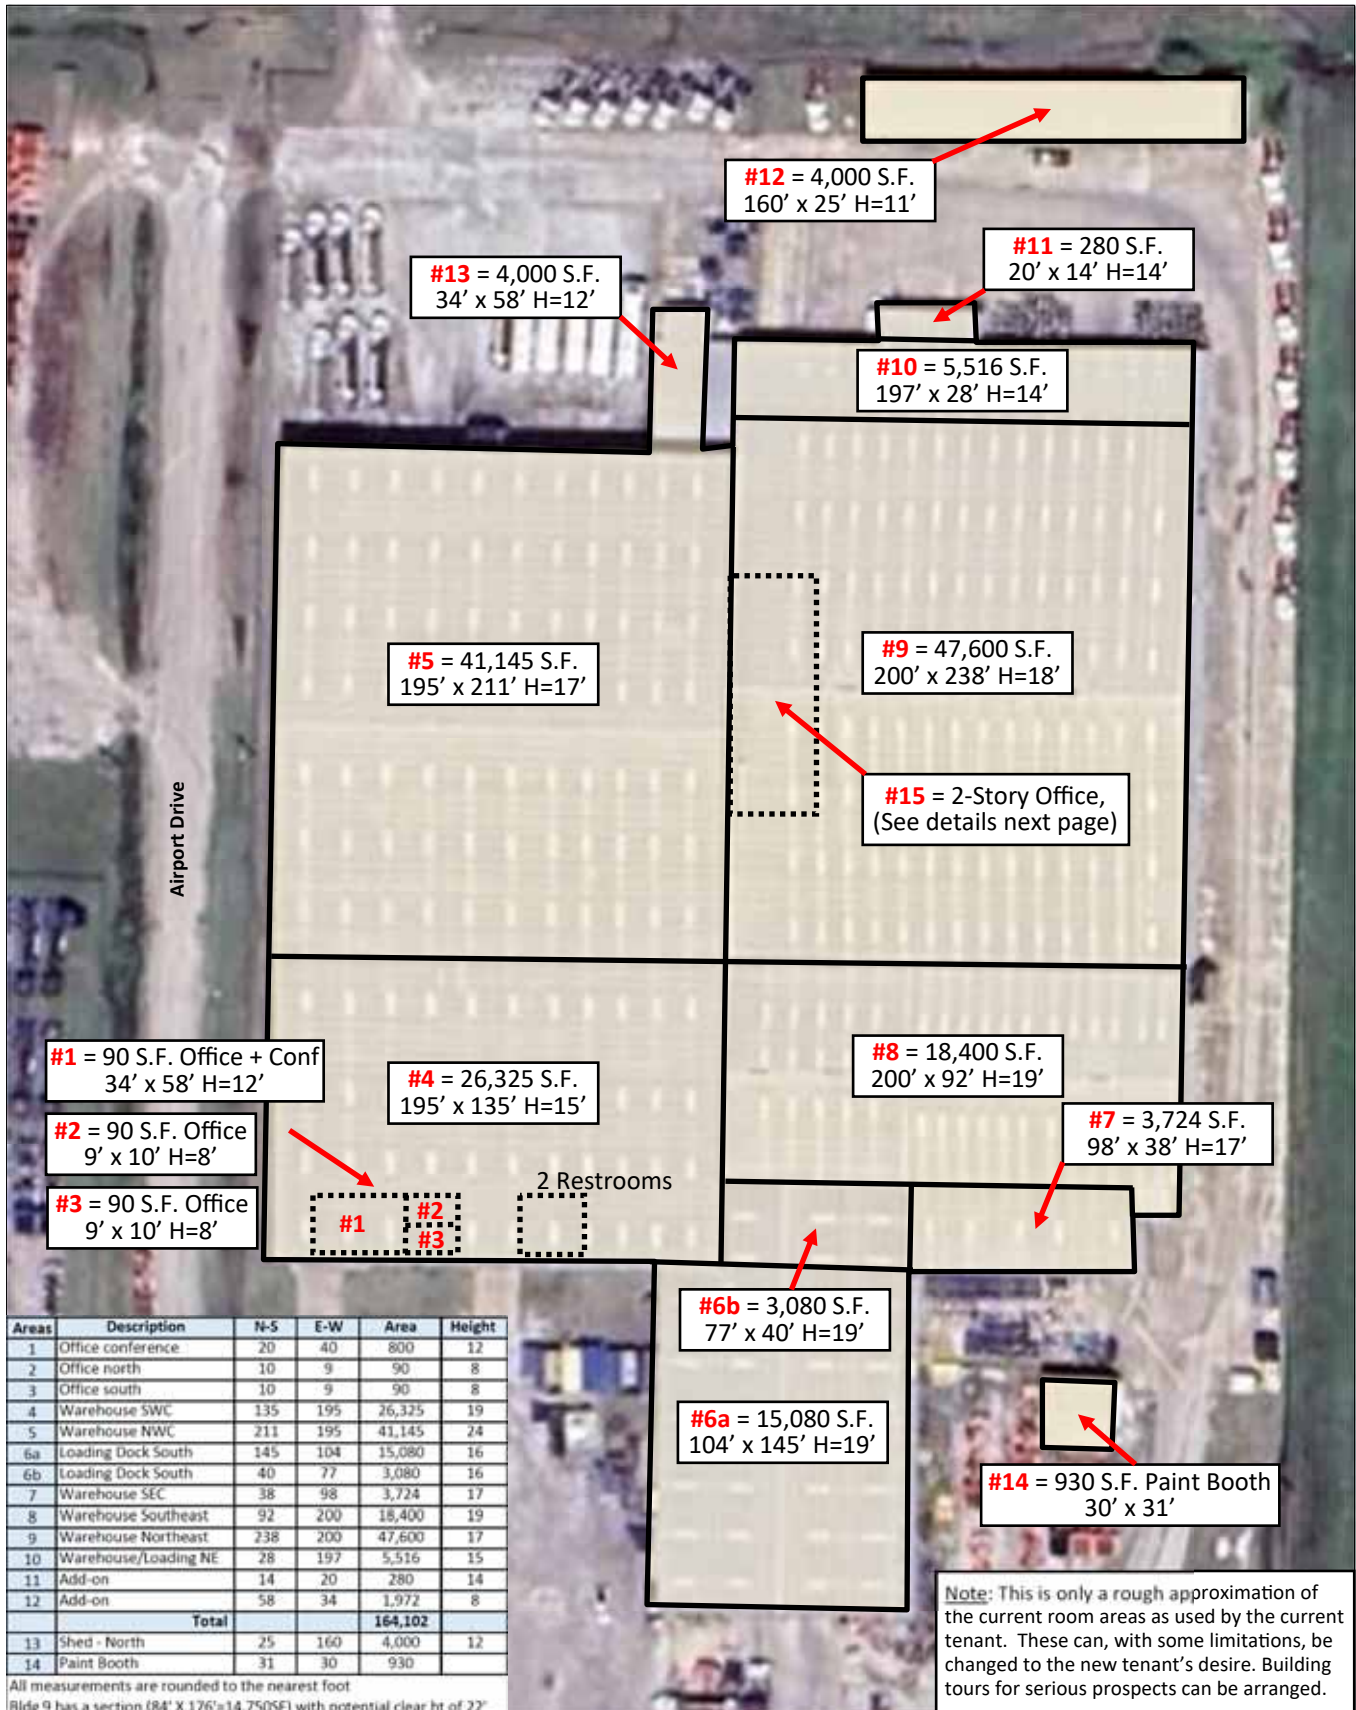 #12 = 4,000 S.F.
160’ x 25’ H=11’
#11 = 280 S.F.
20’ x 14’ H=14’
#13 = 4,000 S.F.
34’ x 58’ H=12’
#10 = 5,516 S.F.
197’ x 28’ H=14’
#5 = 41,145 S.F.
195’ x 211’ H=17’
#9 = 47,600 S.F.
200’ x 238’ H=18’
#15 = 2-Story Office,
(See details next page)
Airport Drive
#1 = 90 S.F. Office + Conf
34’ x 58’ H=12’
#2 = 90 S.F. Office
9’ x 10’ H=8’
#3 = 90 S.F. Office
9’ x 10’ H=8’
#4 = 26,325 S.F.
195’ x 135’ H=15’
#8 = 18,400 S.F.
200’ x 92’ H=19’
#7 = 3,724 S.F.
98’ x 38’ H=17’
2 Restrooms
#1
#2
#3
#6b = 3,080 S.F.
77’ x 40’ H=19’
#6a = 15,080 S.F.
104’ x 145’ H=19’
#14 = 930 S.F. Paint Booth
30’ x 31’
Areas Description N-S E-W Area Height
1 Office conference 20 40 800 12
2 Office north 10 9 90 8
3 Office south 10 9 90 8
4 Warehouse SWC 135 195 26,325 19
5 Warehouse NWC 211 195 41,145 24
6a Loading Dock South 145 104 15,080 16
6b Loading Dock South 40 77 3,080 16
7 Warehouse SEC 38 98 3,724 17
8 Warehouse Southeast 92 200 18,400 19
9 Warehouse Northeast 238 200 47,600 17
10 Warehouse/Loading NE 28 197 5,516 15
11 Add-on 14 20 280 14
12 Add-on 58 34 1,972 8
Total 164,102
13 Shed - North 25 160 4,000 12
14 Paint Booth 31 30 930
All measurements are rounded to the nearest foot
Bldg 9 has a section (84' X 176'=14,750SF) with potential clear ht of 22'
Note: This is only a rough approximation of
the current room areas as used by the current
tenant. These can, with some limitations, be
changed to the new tenant’s desire. Building
tours for serious prospects can be arranged.